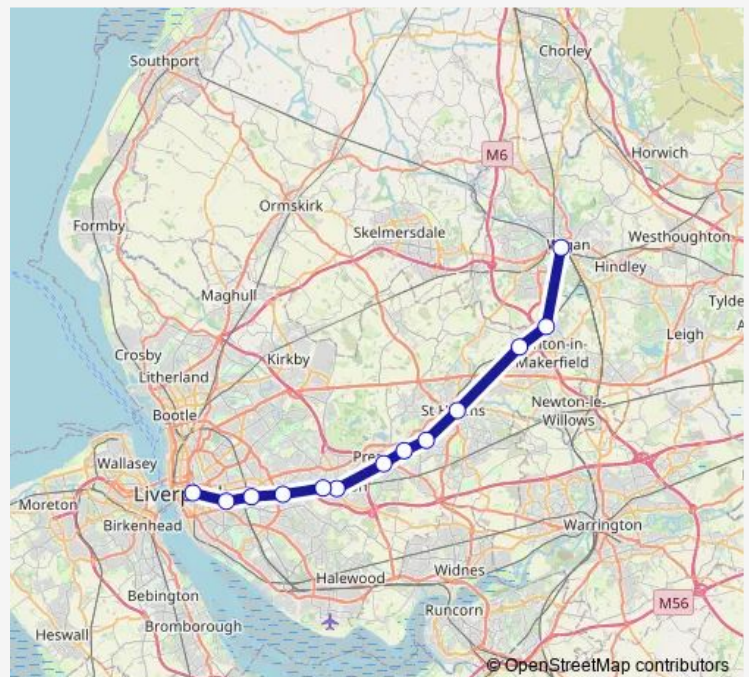 Chorley
Southport
M6
Horwich
Ormskirk
Formby
Skelmersdale
Westhoughton
Hindley
Maghull
Leigh
Crosby
Kirkby
Makerfield
Litherland
Newton-le-
Willows
Bootle
Wallasey
Moreton
Birkenhead
Warrington
Widnes
Halewood
Bebington
Runcorn
M56
Bromborough
Heswall
© OpenStreetMap contributors